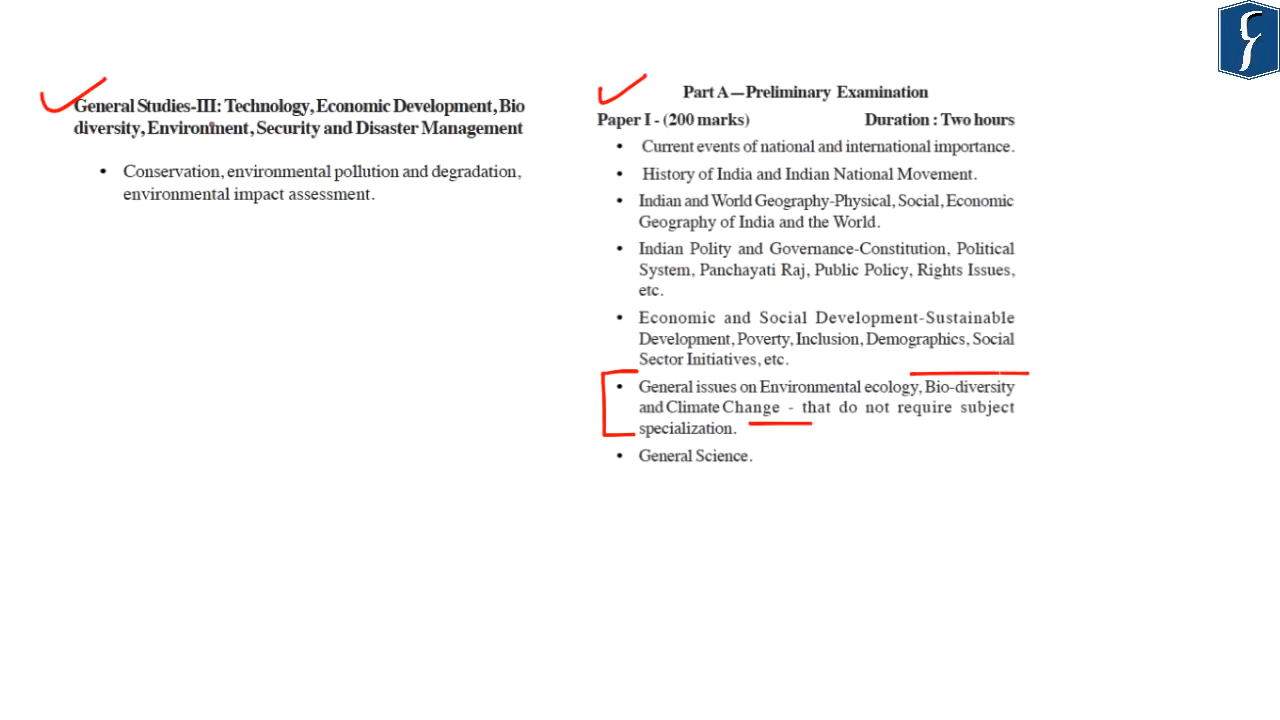 General Studies-III: Technology, Economic Development, Bio
diversity, Environment, Security and Disaster Management
• Conservation, environmental pollution and degradation,
environmental impact assessment.
Part A—Preliminary Examination
Paper I - (200 marks) Duration : Two hours
• Current events of national and international importance.
• History of India and Indian National Movement.
• Indian and World Geography-Physical, Social, Economic
Geography of India and the World.
• Indian Polity and Governance-Constitution, Political
System, Panchayati Raj, Public Policy, Rights Issues,
etc.
• Economic and Social Development-Sustainable
Development, Poverty, Inclusion, Demographics, Social
Sector Initiatives, etc.
• General issues on Environmental ecology, Bio-diversity
and Climate Change - that do not require subject
specialization.
• General Science.